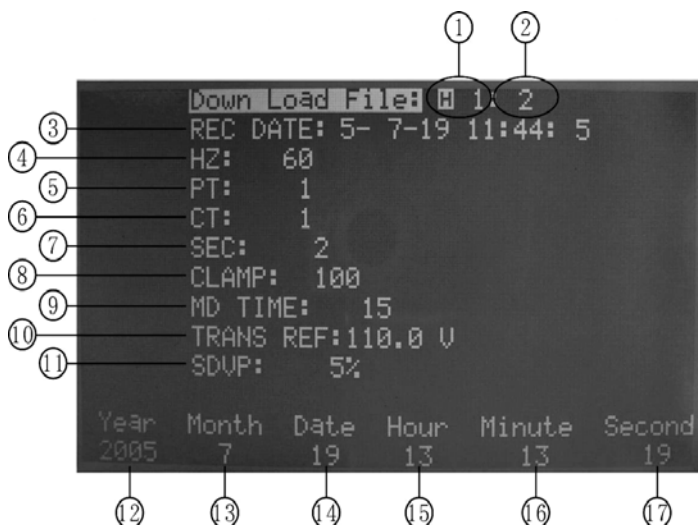 ① ②
Down Load File: H 1 2
③ REC DATE: 5- 7-19 11:44: 5
④ HZ: 60
⑤ PT: 1
⑥ CT: 1
⑦ SEC: 2
⑧ CLAMP: 100
⑨ MD TIME: 15
⑩ TRANS REF:110.0 V
⑪ SDVP: 5%
Year Month Date Hour Minute Second
2005 7 19 13 13 19
⑫ ⑬ ⑭ ⑮ ⑯ ⑰